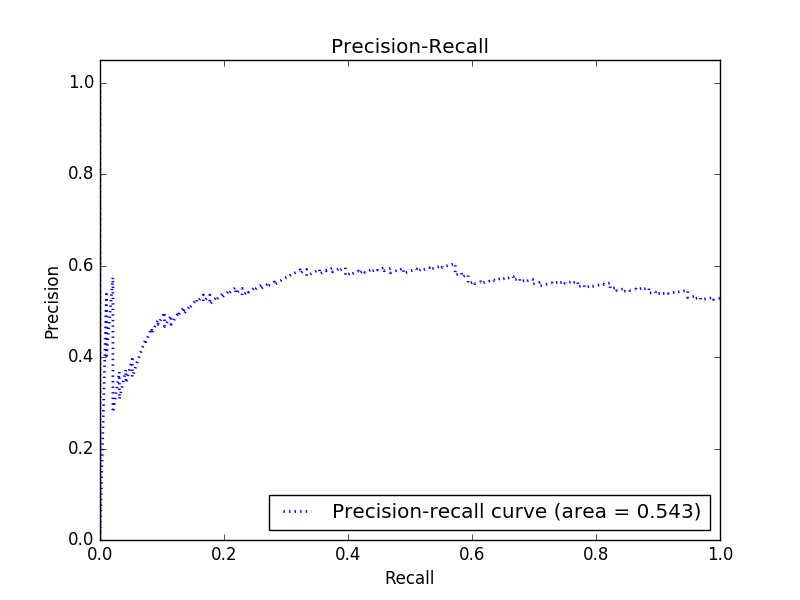 Precision-Recall
1.0
0.8
0.6
0.4
0.2
0.0
Precision
Precision-recall curve (area = 0.543)
0.0 0.2 0.4 0.6 0.8 1.0
Recall